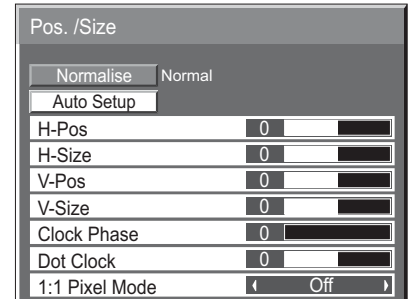 Pos. /Size
Normalise Normal
Auto Setup
H-Pos 0
H-Size 0
V-Pos 0
V-Size 0
Clock Phase 0
Dot Clock 0
1:1 Pixel Mode Off